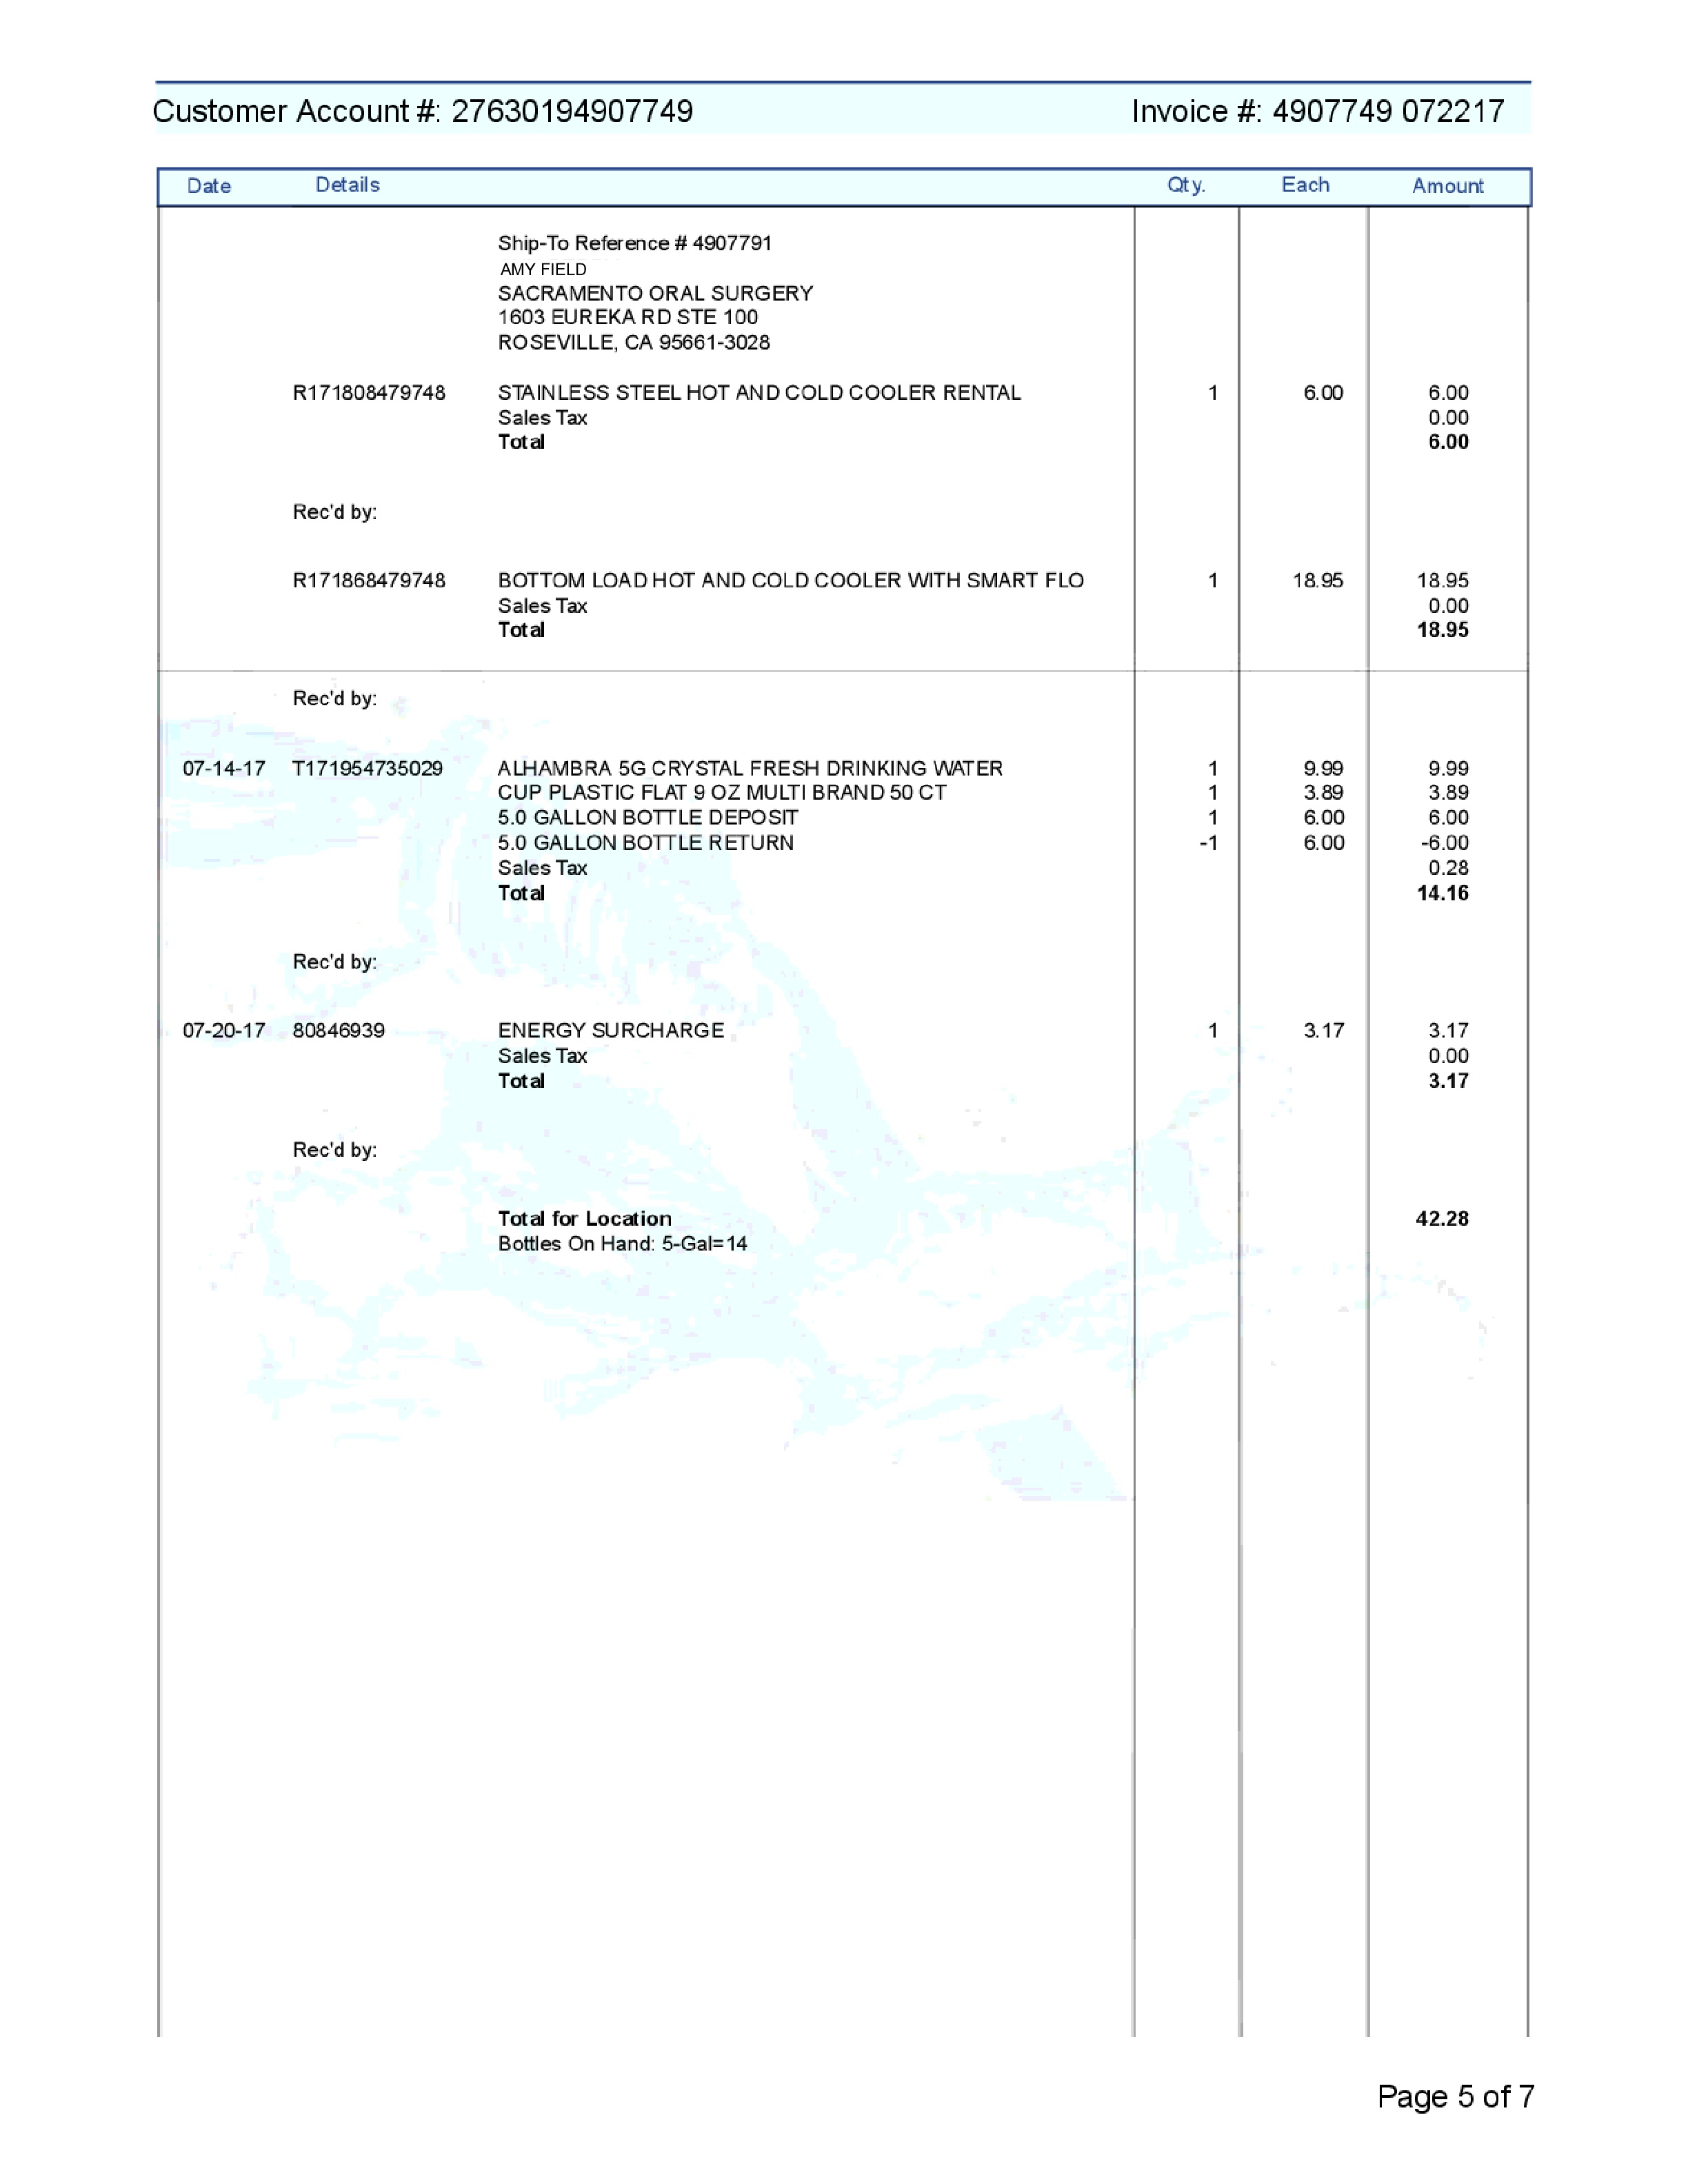 Customer Account #: 27630194907749 Invoice #: 4907749 072217
Date Details Qty. Each Amount
Ship-To Reference # 4907791
AMY FIELD
SACRAMENTO ORAL SURGERY
1603 EUREKA RD STE 100
ROSEVILLE, CA 95661-3028
R171808479748 STAINLESS STEEL HOT AND COLD COOLER RENTAL 1 6.00 6.00
Sales Tax 0.00
Total 6.00
Rec'd by:
R171868479748 BOTTOM LOAD HOT AND COLD COOLER WITH SMART FLO 1 18.95 18.95
Sales Tax 0.00
Total 18.95
Rec'd by:
07-14-17 T171954735029 ALHAMBRA 5G CRYSTAL FRESH DRINKING WATER 1 9.99 9.99
CUP PLASTIC FLAT 9 OZ MULTI BRAND 50 CT 1 3.89 3.89
5.0 GALLON BOTTLE DEPOSIT 1 6.00 6.00
5.0 GALLON BOTTLE RETURN -1 6.00 -6.00
Sales Tax 0.28
Total 14.16
Rec'd by:
07-20-17 80846939 ENERGY SURCHARGE 1 3.17 3.17
Sales Tax 0.00
Total 3.17
Rec'd by:
Total for Location 42.28
Bottles On Hand: 5-Gal=14
Page 5 of 7